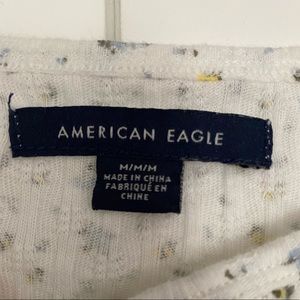 AMERICAN EAGLE
M/M/M
MADE IN CHINA
FABRIQUÉ EN
CHINE